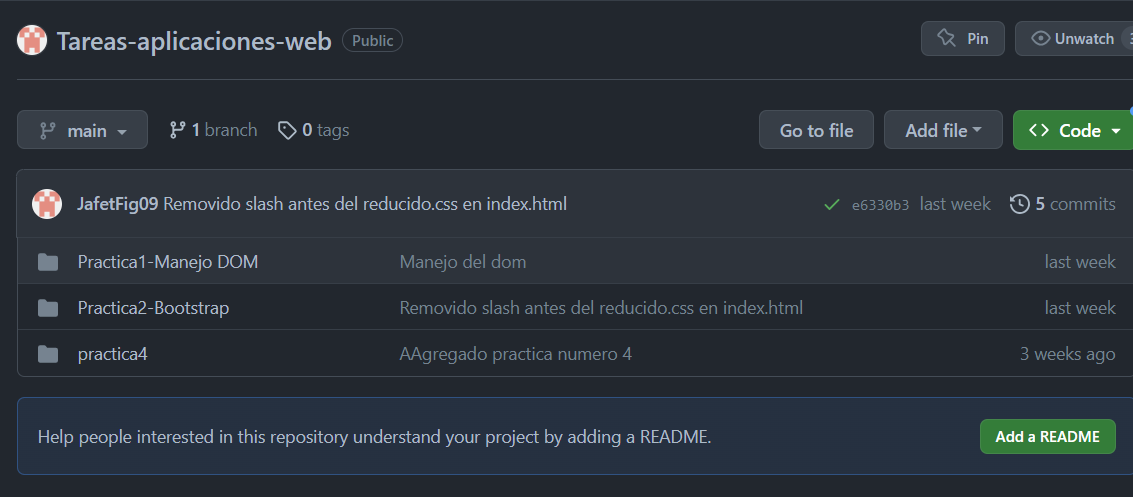 Tareas-aplicaciones-web Public Pin Unwatch
main 1 branch 0 tags Go to file Add file Code
JafetFig09 Removido slash antes del reducido.css en index.html e6330b3 last week 5 commits
Practica1-Manejo DOM Manejo del dom last week
Practica2-Bootstrap Removido slash antes del reducido.css en index.html last week
practica4 AAgregado practica numero 4 3 weeks ago
Help people interested in this repository understand your project by adding a README. Add a README